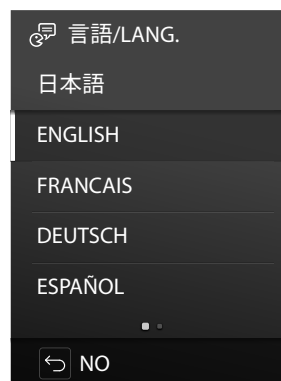 言語/LANG.
日本語
ENGLISH
FRANCAIS
DEUTSCH
ESPAÑOL
NO